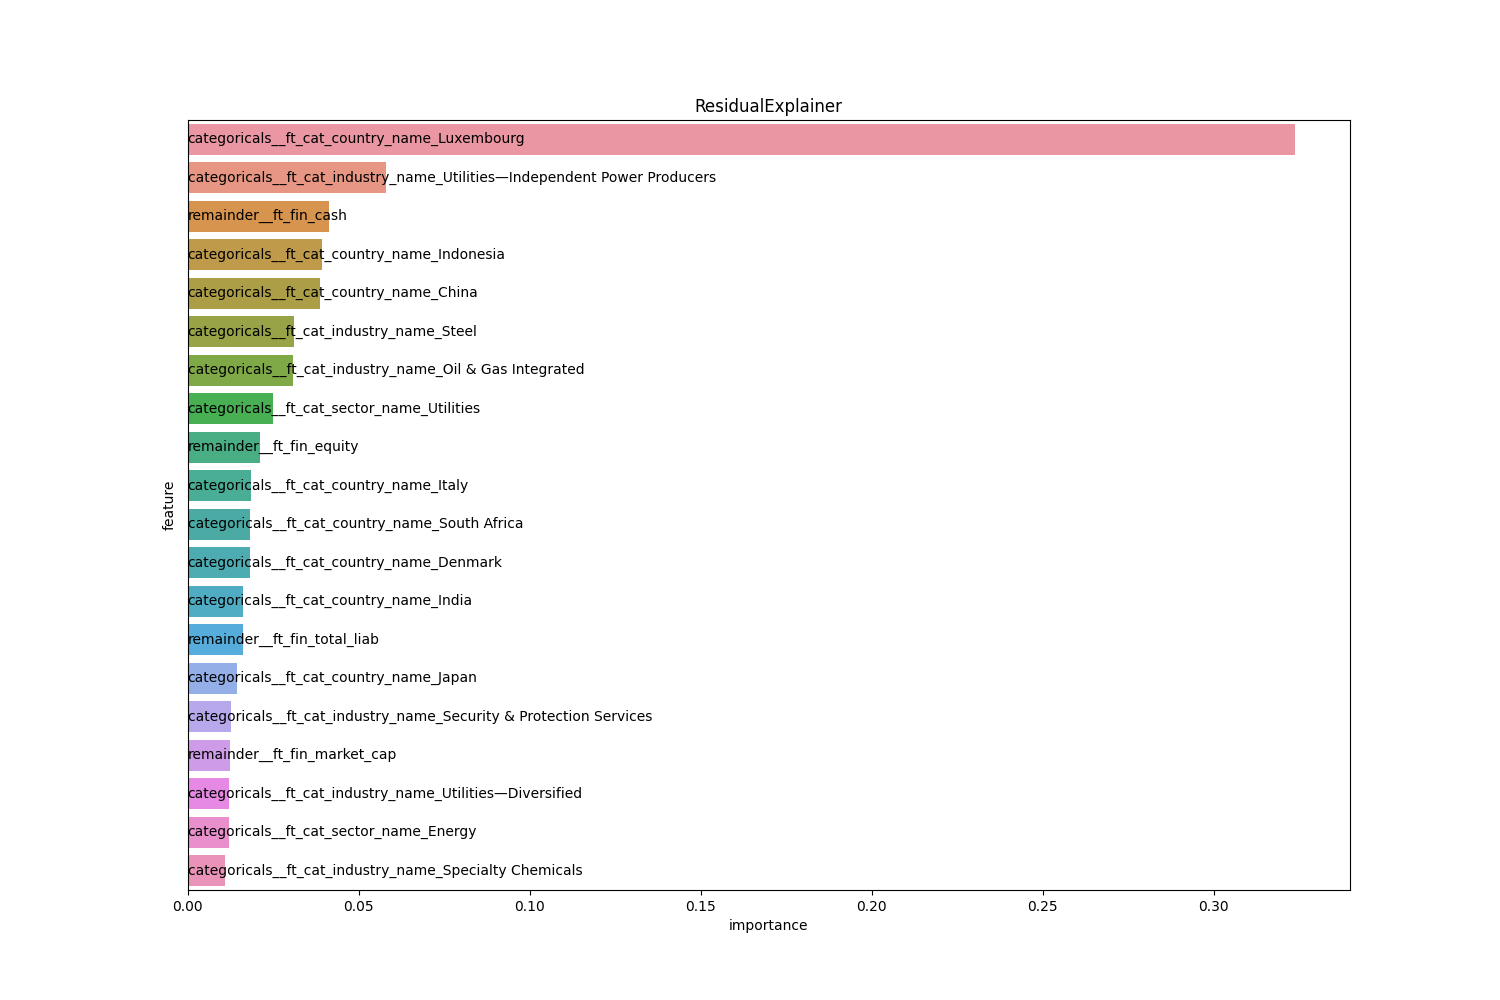 ResidualExplainer
categoricals__ft_cat_country_name_Luxembourg
categoricals__ft_cat_industry_name_Utilities—Independent Power Producers
remainder__ft_fin_cash
categoricals__ft_cat_country_name_Indonesia
categoricals__ft_cat_country_name_China
categoricals__ft_cat_industry_name_Steel
categoricals__ft_cat_industry_name_Oil & Gas Integrated
categoricals__ft_cat_sector_name_Utilities
remainder__ft_fin_equity
categoricals__ft_cat_country_name_Italy
categoricals__ft_cat_country_name_South Africa
categoricals__ft_cat_country_name_Denmark
categoricals__ft_cat_country_name_India
remainder__ft_fin_total_liab
categoricals__ft_cat_country_name_Japan
categoricals__ft_cat_industry_name_Security & Protection Services
remainder__ft_fin_market_cap
categoricals__ft_cat_industry_name_Utilities—Diversified
categoricals__ft_cat_sector_name_Energy
categoricals__ft_cat_industry_name_Specialty Chemicals
feature
0.00 0.05 0.10 0.15 0.20 0.25 0.30
importance